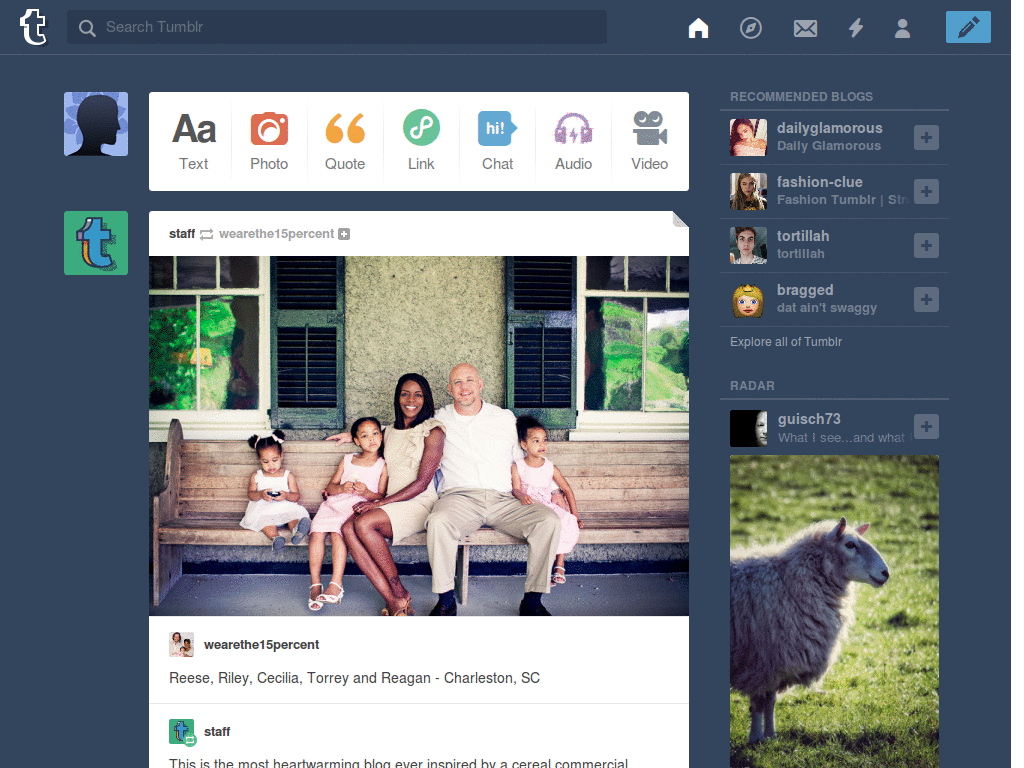 Search Tumblr
Aa
hi!
Text
Photo
Quote
Link
Chat
Audio
Video
staff wearethe15percent
wearethe15percent
Reese, Riley, Cecilia, Torrey and Reagan - Charleston, SC
staff
This is the most heartwarming blog ever inspired by a cereal commercial
RECOMMENDED BLOGS
dailyglamorous
Daily Glamorous
fashion-clue
Fashion Tumblr | Str
tortillah
tortillah
bragged
dat ain't swaggy
Explore all of Tumblr
RADAR
guisch73
What I see...and what